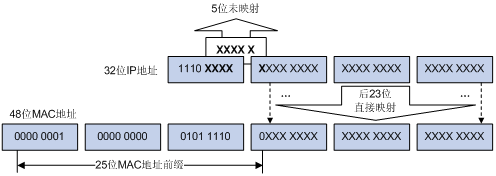 5位未映射
XXXX X
32位IP地址
1110 XXXX
XXXX XXXX
XXXX XXXX
XXXX XXXX
...
后23位
直接映射
...
48位MAC地址
0000 0001
0000 0000
0101 1110
0XXX XXXX
XXXX XXXX
XXXX XXXX
25位MAC地址前缀